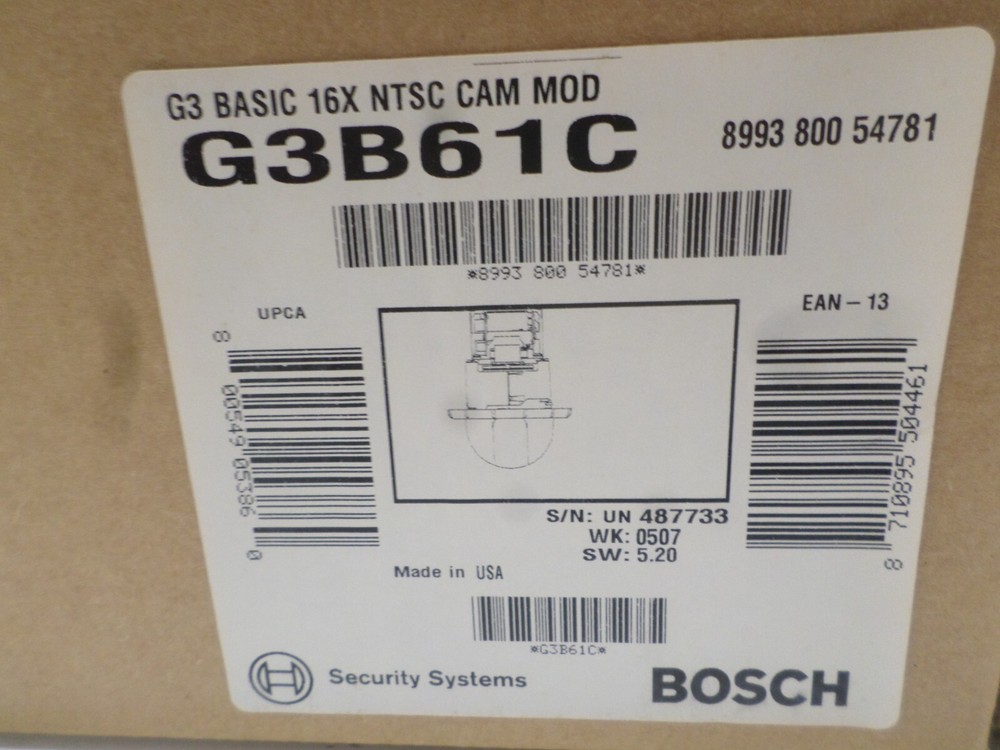 G3 BASIC 16X NTSC CAM MOD
G3B61C
8993 800 54781
*8993 800 54781*
UPCA
8 00549 05386 0
EAN - 13
8 710895 504461
S/N: UN 487733
WK: 0507
SW: 5.20
Made in USA
*G3B61C*
Security Systems
BOSCH